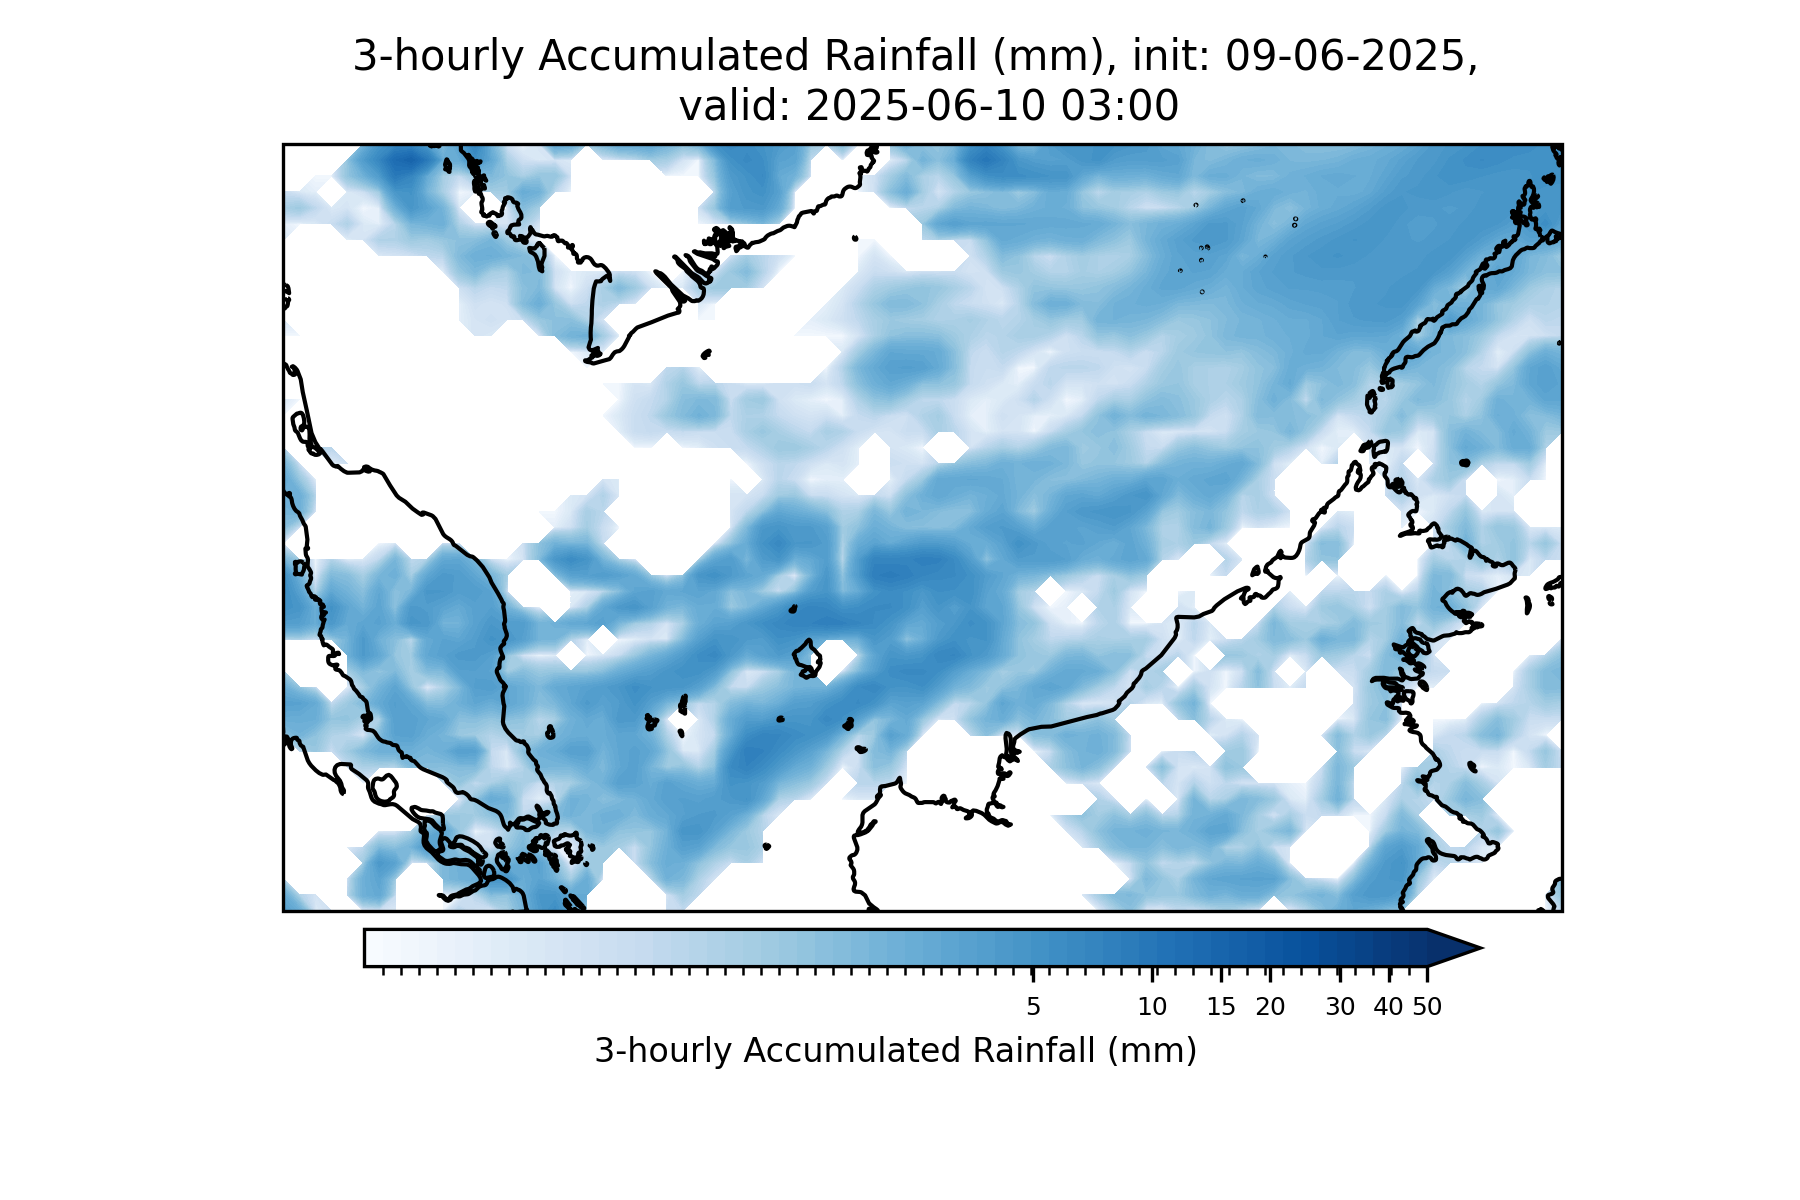 3-hourly Accumulated Rainfall (mm), init: 09-06-2025,
valid: 2025-06-10 03:00
5 10 15 20 30 40 50
3-hourly Accumulated Rainfall (mm)